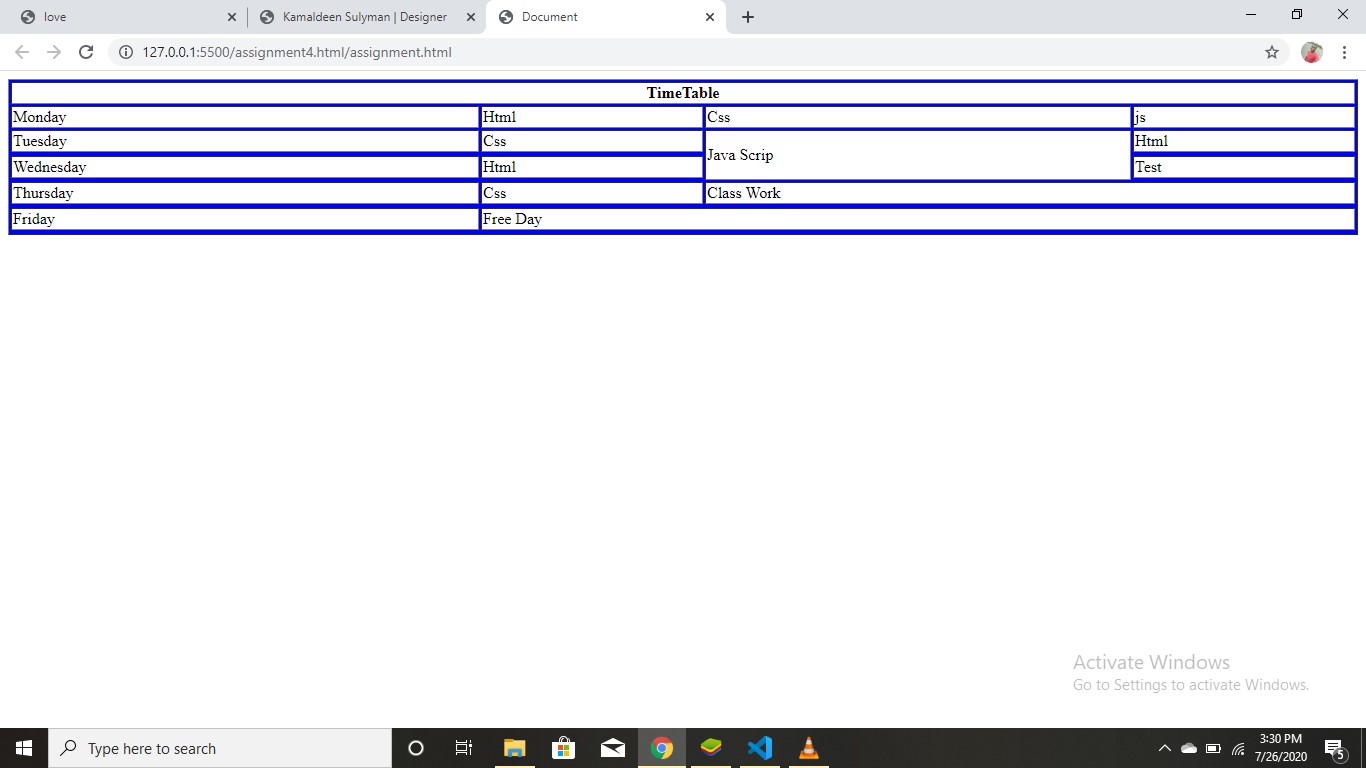 love
Kamaldeen Sulyman | Designer
Document
127.0.0.1:5500/assignment4.html/assignment.html
TimeTable
Monday Html Css js
Tuesday Css Java Scrip Html
Wednesday Html Test
Thursday Css Class Work
Friday Free Day
Activate Windows
Go to Settings to activate Windows.
Type here to search
3:30 PM
7/26/2020
5